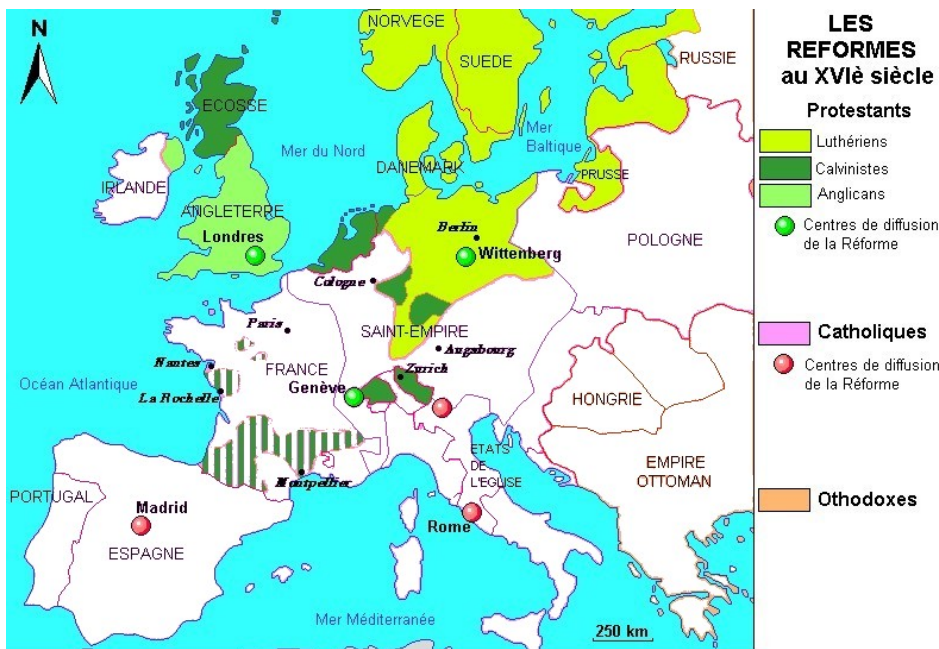 LES
REFORMES
au XVIè siècle
Protestants
Luthériens
Calvinistes
Anglicans
Centres de diffusion
de la Réforme
Catholiques
Centres de diffusion
de la Réforme
Othodoxes
N
NORVEGE
SUEDE
RUSSIE
ECOSSE
Mer du Nord
Mer
Baltique
DANEMARK
PRUSSE
IRLANDE
ANGLETERRE
Londres
Berlin
Wittenberg
POLOGNE
Cologne
Paris
SAINT-EMPIRE
Augsbourg
Nantes
FRANCE
Zurich
Océan Atlantique
Genève
La Rochelle
HONGRIE
Montpellier
ETATS
DE
L'EGLISE
EMPIRE
OTTOMAN
PORTUGAL
Madrid
Rome
ESPAGNE
Mer Méditerranée
250 km